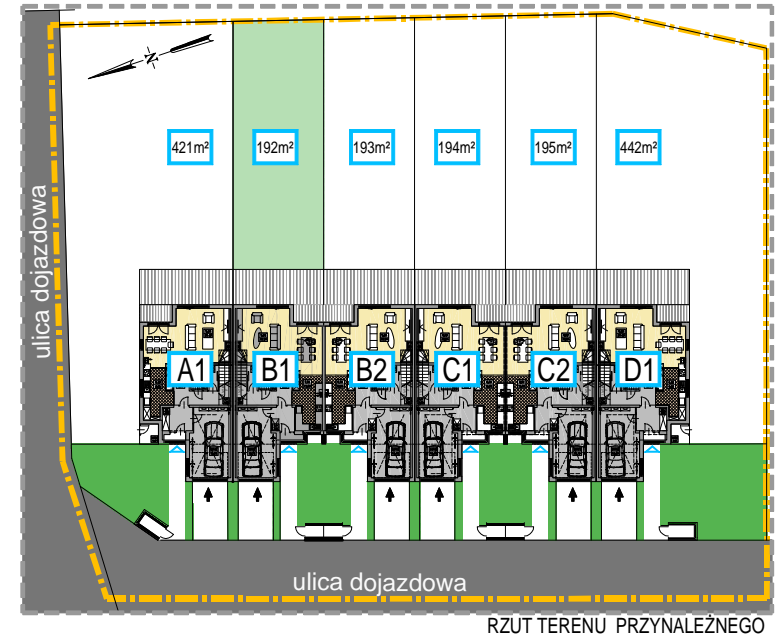 N
421m²
192m²
193m²
194m²
195m²
442m²
ulica dojazdowa
A1
B1
B2
C1
C2
D1
ulica dojazdowa
RZUT TERENU PRZYNALEŻNEGO